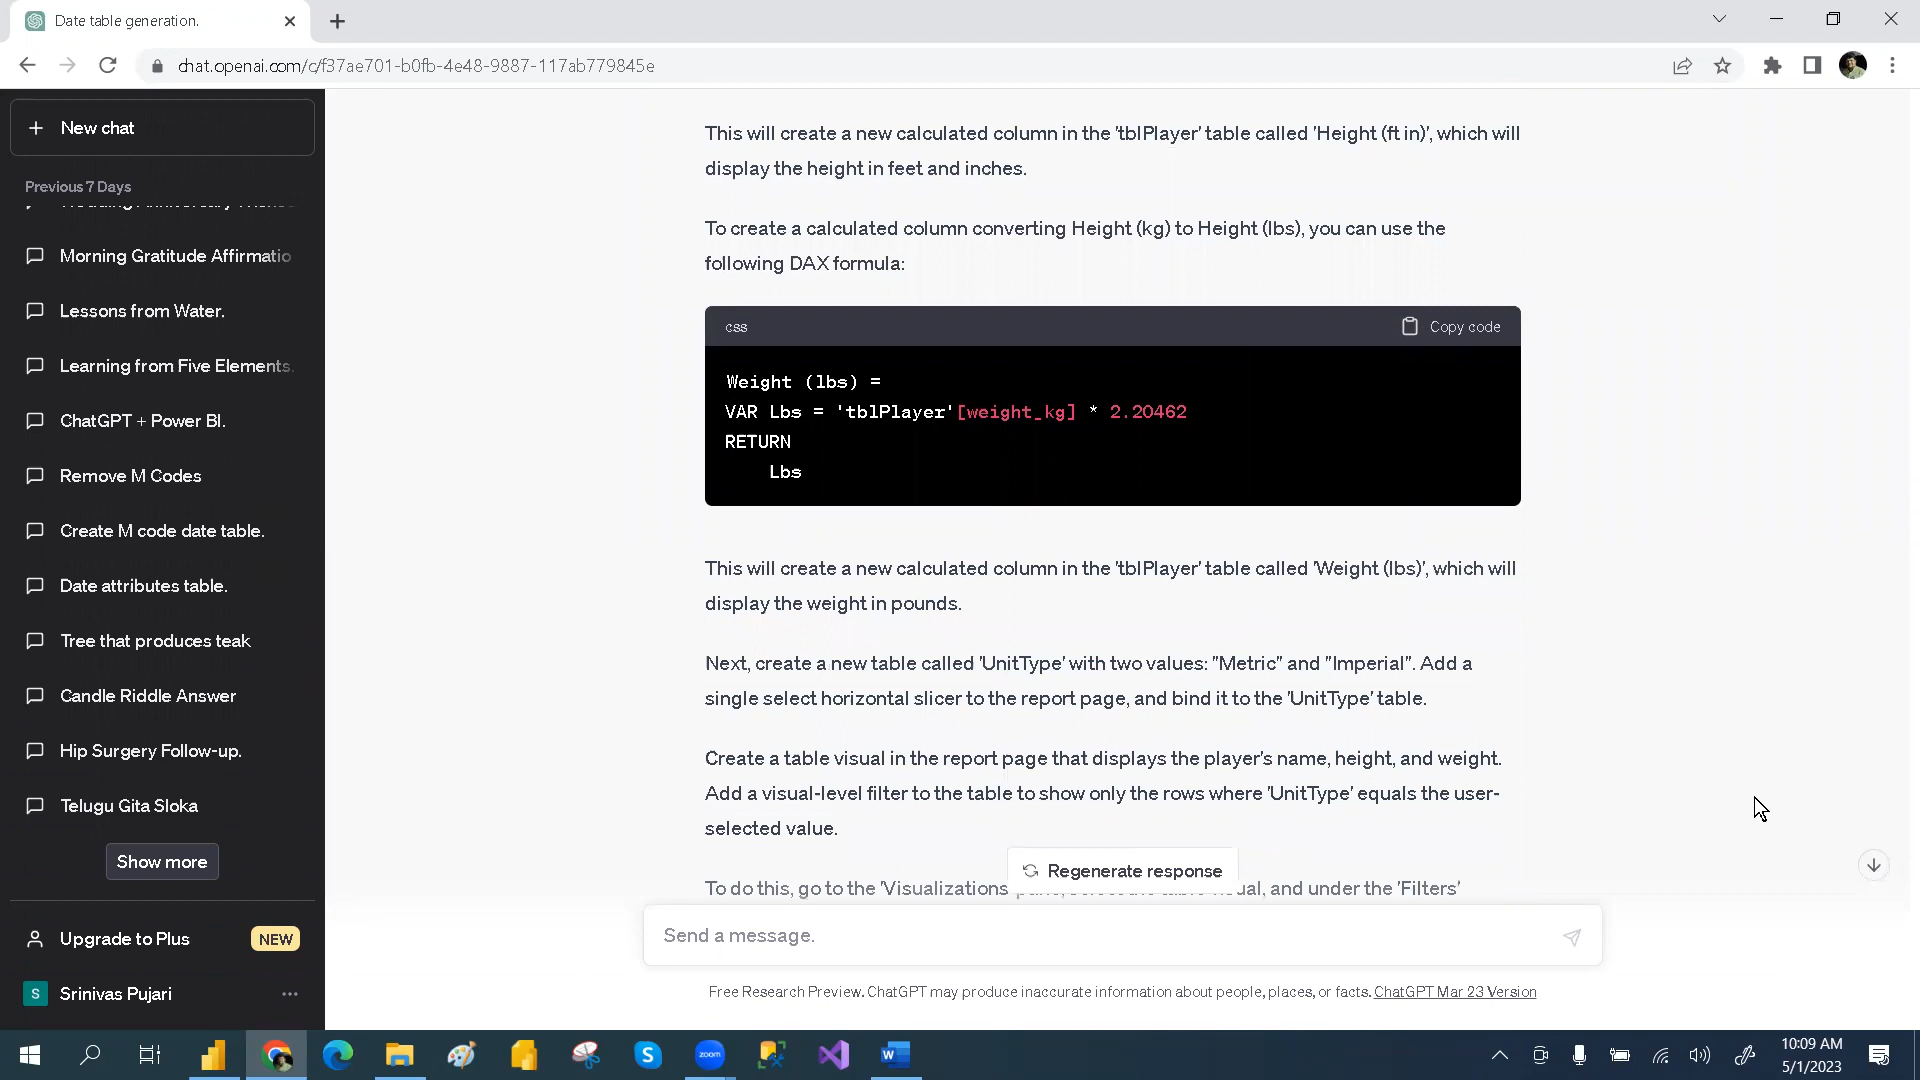 Date table generation.
chat.openai.com/c/f37ae701-b0fb-4e48-9887-117ab779845e
New chat
Previous 7 Days
Morning Gratitude Affirmatio
Lessons from Water.
Learning from Five Elements.
ChatGPT + Power BI.
Remove M Codes
Create M code date table.
Date attributes table.
Tree that produces teak
Candle Riddle Answer
Hip Surgery Follow-up.
Telugu Gita Sloka
Show more
Upgrade to Plus NEW
S Srinivas Pujari
This will create a new calculated column in the 'tblPlayer' table called 'Height (ft in)', which will
display the height in feet and inches.
To create a calculated column converting Height (kg) to Height (lbs), you can use the
following DAX formula:
css Copy code
Weight (lbs) =
VAR Lbs = 'tblPlayer'[weight_kg] * 2.20462
RETURN
Lbs
This will create a new calculated column in the 'tblPlayer' table called 'Weight (lbs)', which will
display the weight in pounds.
Next, create a new table called 'UnitType' with two values: "Metric" and "Imperial". Add a
single select horizontal slicer to the report page, and bind it to the 'UnitType' table.
Create a table visual in the report page that displays the player's name, height, and weight.
Add a visual-level filter to the table to show only the rows where 'UnitType' equals the user-
selected value.
Regenerate response
To do this, go to the 'Visualizations' visual, and under the 'Filters'
Send a message.
Free Research Preview. ChatGPT may produce inaccurate information about people, places, or facts. ChatGPT Mar 23 Version
zoom
W
10:09 AM
5/1/2023